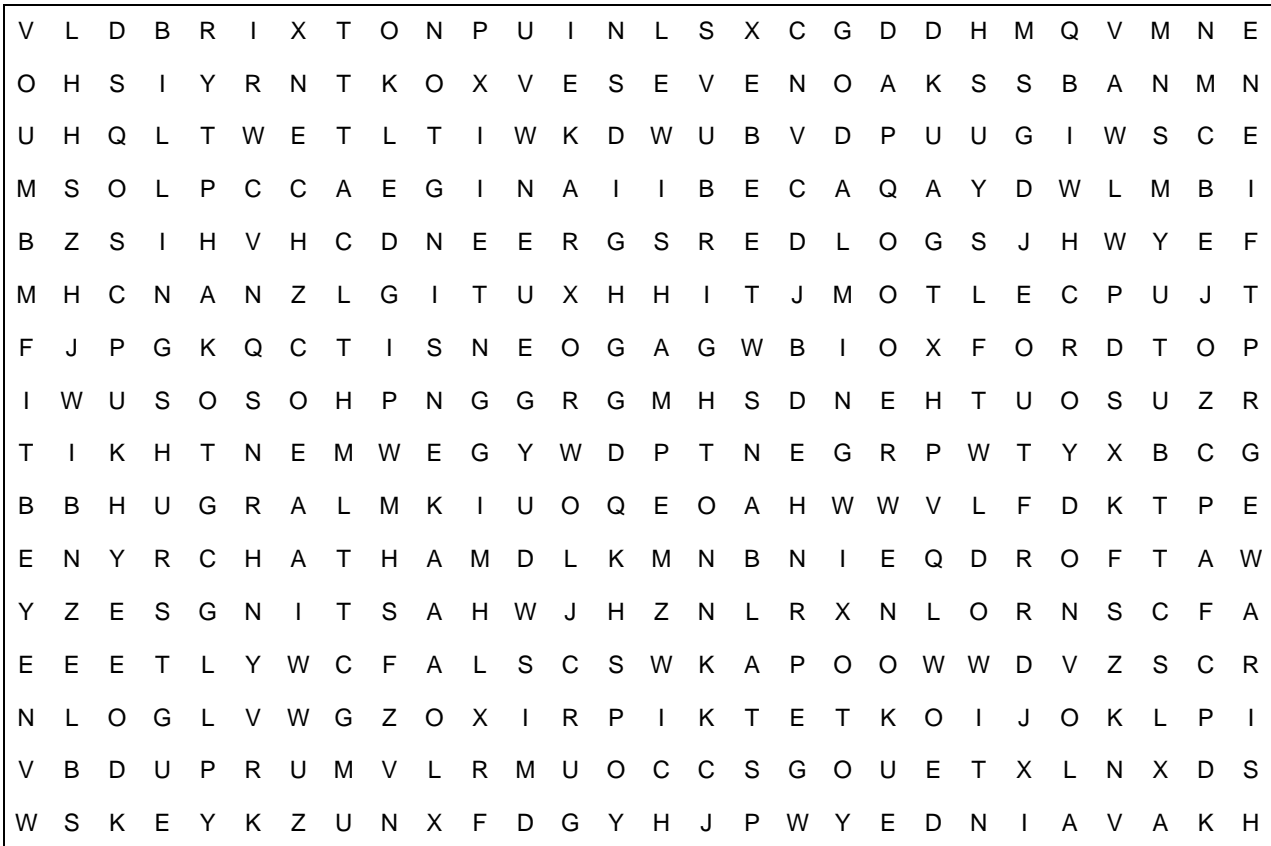 V L D B R I X T O N P U I N L S X C G D D H M Q V M N E
O H S I Y R N T K O X V E S E V E N O A K S S B A N M N
U H Q L T W E T L T I W K D W U B V D P U U G I W S C E
M S O L P C C A E G I N A I I B E C A Q A Y D W L M B I
B Z S I H V H C D N E E R G S R E D L O G S J H W Y E F
M H C N A N Z L G I T U X H H I T J M O T L E C P U J T
F J P G K Q C T I S N E O G A G W B I O X F O R D T O P
I W U S O S O H P N G G R G M H S D N E H T U O S U Z R
T I K H T N E M W E G Y W D P T N E G R P W T Y X B C G
B B H U G R A L M K I U O Q E O A H W W V L F D K T P E
E N Y R C H A T H A M D L K M N B N I E Q D R O F T A W
Y Z E S G N I T S A H W J H Z N L R X N L O R N S C F A
E E E T L Y W C F A L S C S W K A P O O W W D V Z S C R
N L O G L V W G Z O X I R P I K T E T K O I J O K L P I
V B D U P R U M V L R M U O C C S G O U E T X L N X D S
W S K E Y K Z U N X F D G Y H J P W Y E D N I A V A K H